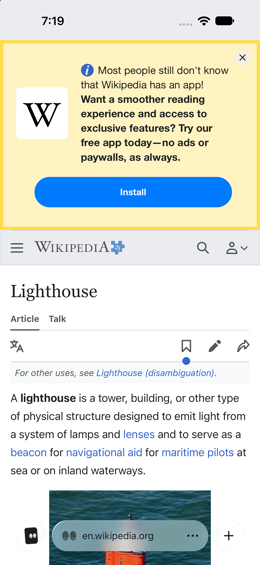 7:19
Most people still don't know
that Wikipedia has an app!
Want a smoother reading
experience and access to
exclusive features? Try our
free app today—no ads or
paywalls, as always.
W
Install
WIKIPEDIA
Lighthouse
Article Talk
For other uses, see Lighthouse (disambiguation).
A lighthouse is a tower, building, or other type
of physical structure designed to emit light from
a system of lamps and lenses and to serve as a
beacon for navigational aid for maritime pilots at
sea or on inland waterways.
en.wikipedia.org